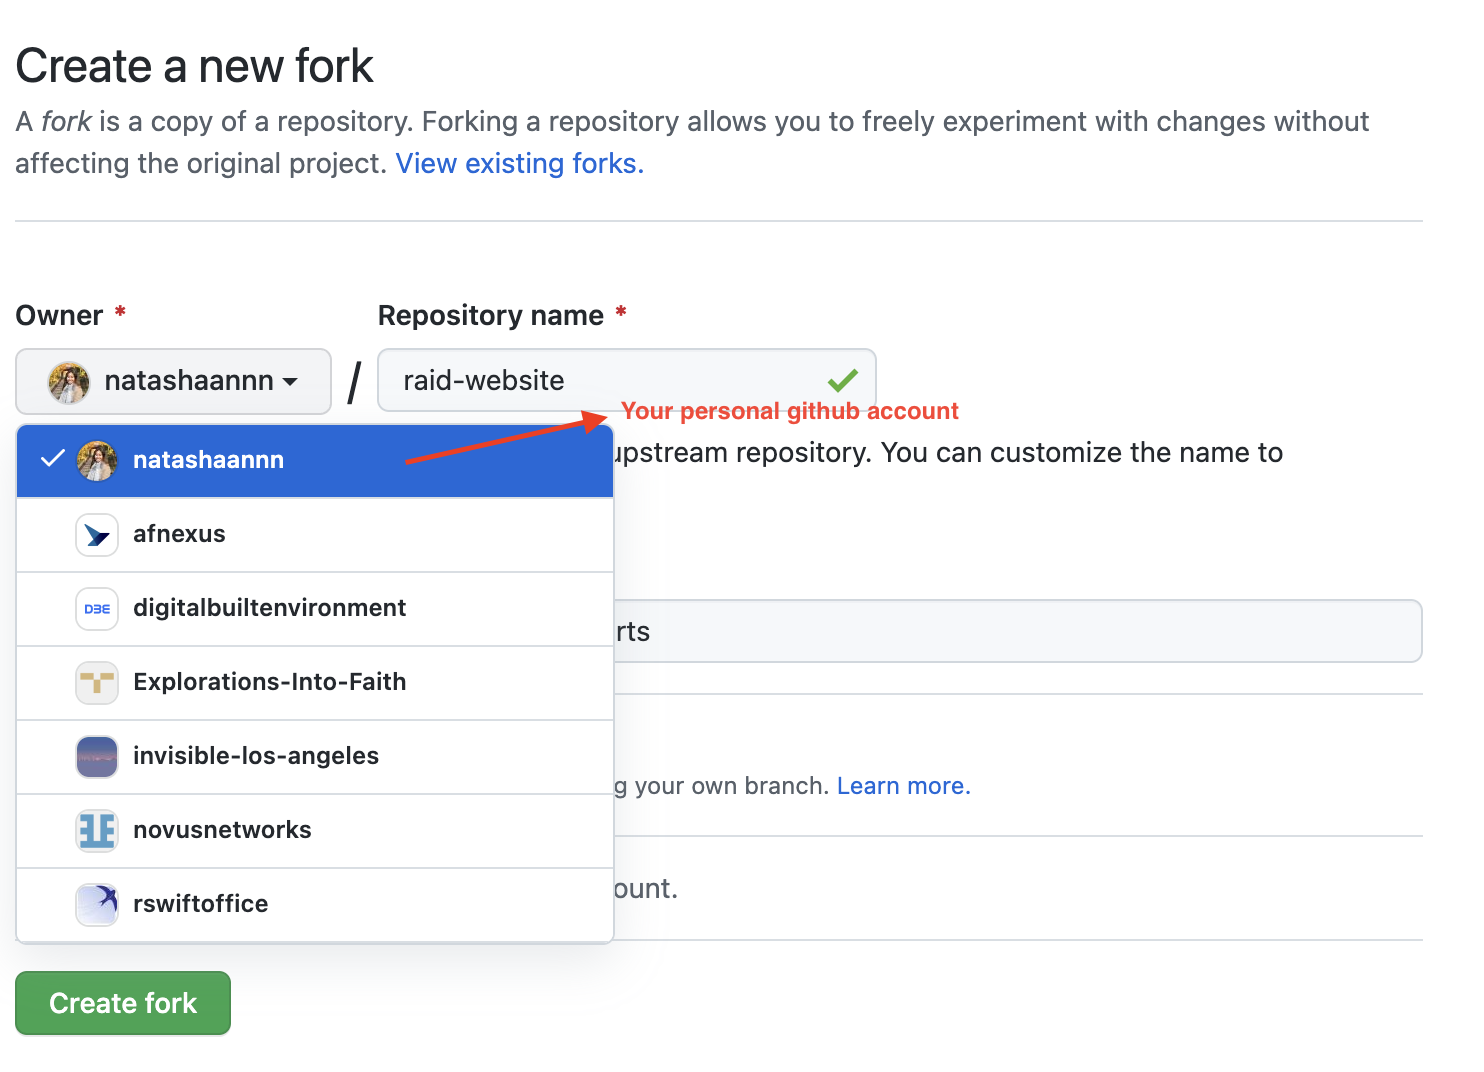 Create a new fork
A fork is a copy of a repository. Forking a repository allows you to freely experiment with changes without
affecting the original project. View existing forks.
Owner *
Repository name *
natashaannn
/
raid-website
Your personal github account
natashaannn
upstream repository. You can customize the name to
afnexus
DBE
digitalbuiltenvironment
rts
Explorations-Into-Faith
invisible-los-angeles
g your own branch. Learn more.
novusnetworks
ount.
rswiftoffice
Create fork